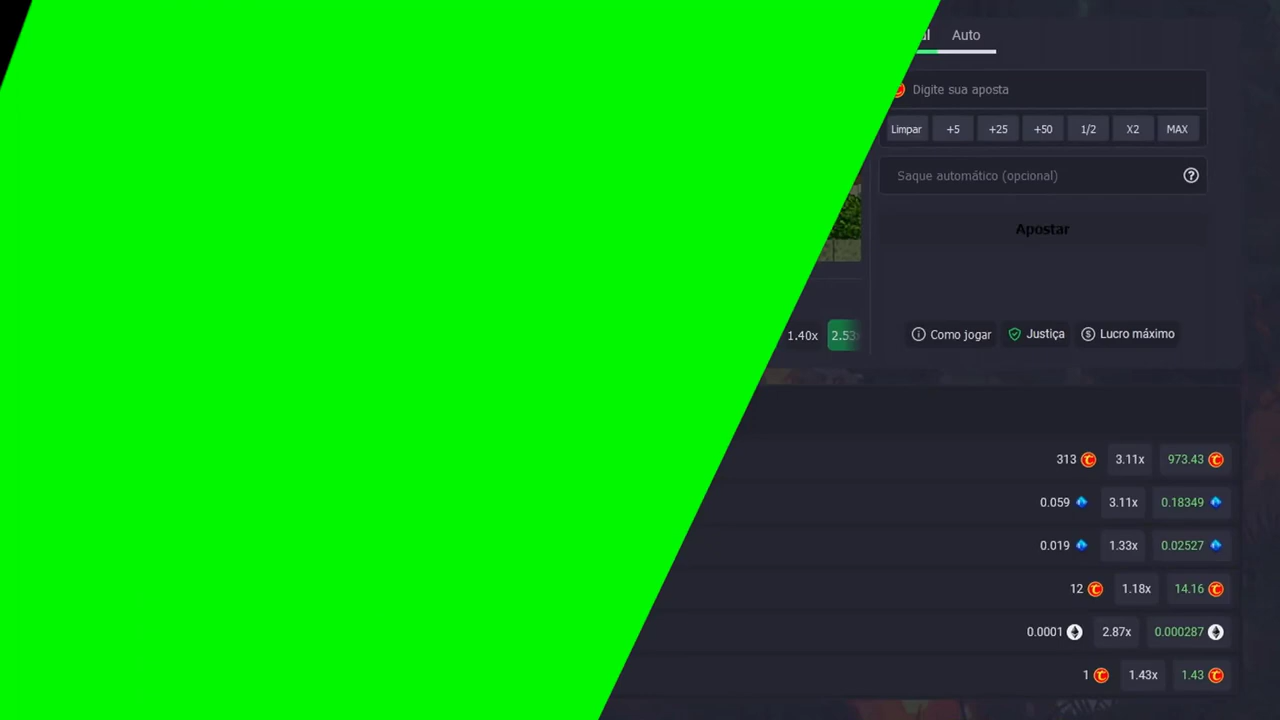 Auto
Digite sua aposta
Limpar +5 +25 +50 1/2 X2 MAX
Saque automático (opcional)
Apostar
1.40x 2.53x
Como jogar Justiça Lucro máximo
313 3.11x 973.43
0.059 3.11x 0.18349
0.019 1.33x 0.02527
12 1.18x 14.16
0.0001 2.87x 0.000287
1 1.43x 1.43